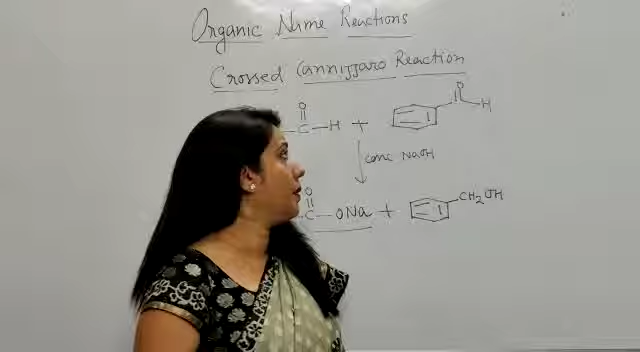 Organic Name Reactions
Crossed Cannizzaro Reaction
O O
C—H + H
conc NaOH
O
C—ONa + CH2OH